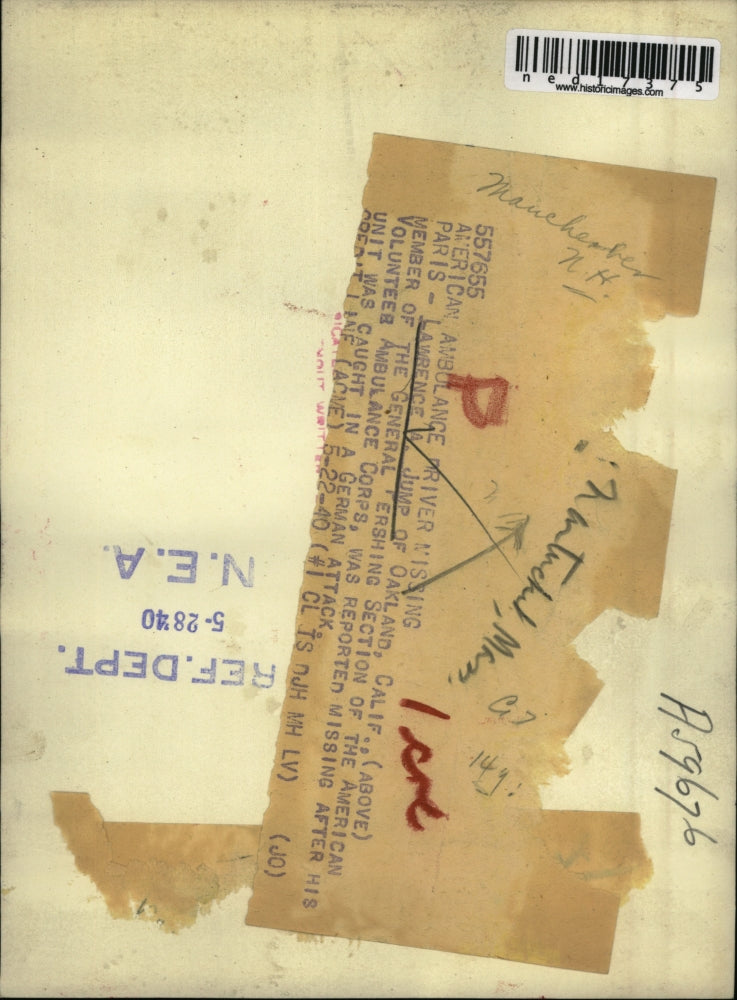 ned17375
www.historicimages.com
Manchester
N.H.
557655
AMERICAN AMBULANCE DRIVER MISSING
PARIS - LAWRENCE A. JUMP OF OAKLAND, CALIF., (ABOVE)
MEMBER OF THE GENERAL PERSHING SECTION OF THE AMERICAN
VOLUNTEER AMBULANCE CORPS, WAS REPORTED MISSING AFTER HIS
UNIT WAS CAUGHT IN A GERMAN ATTACK.
CREDIT LINE (ACME) 5-22-40 (#1 CL TS DJH MH LV) (JO)
P
1 col
A59676
N.E.A.
5-28'40
REF. DEPT.